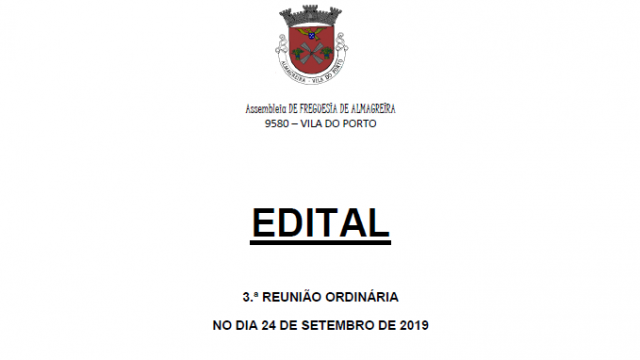 ALMAGREIRA - VILA DO PORTO
Assembleia DE FREGUESIA DE ALMAGREIRA
9580 – VILA DO PORTO
EDITAL
3.ª REUNIÃO ORDINÁRIA
NO DIA 24 DE SETEMBRO DE 2019